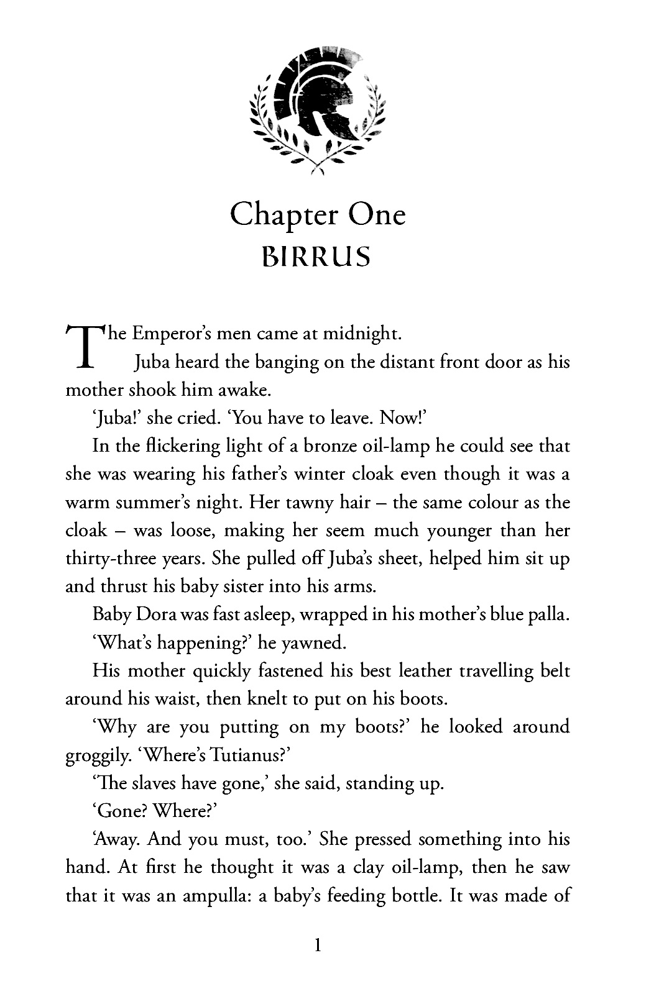 Chapter One
BIRRUS
The Emperor's men came at midnight.
Juba heard the banging on the distant front door as his
mother shook him awake.
‘Juba!’ she cried. ‘You have to leave. Now!’
In the flickering light of a bronze oil-lamp he could see that
she was wearing his father’s winter cloak even though it was a
warm summer’s night. Her tawny hair – the same colour as the
cloak – was loose, making her seem much younger than her
thirty-three years. She pulled off Juba’s sheet, helped him sit up
and thrust his baby sister into his arms.
Baby Dora was fast asleep, wrapped in his mother’s blue palla.
‘What’s happening?’ he yawned.
His mother quickly fastened his best leather travelling belt
around his waist, then knelt to put on his boots.
‘Why are you putting on my boots?’ he looked around
groggily. ‘Where’s Tutianus?’
‘The slaves have gone,’ she said, standing up.
‘Gone? Where?’
‘Away. And you must, too.’ She pressed something into his
hand. At first he thought it was a clay oil-lamp, then he saw
that it was an ampulla: a baby’s feeding bottle. It was made of
1